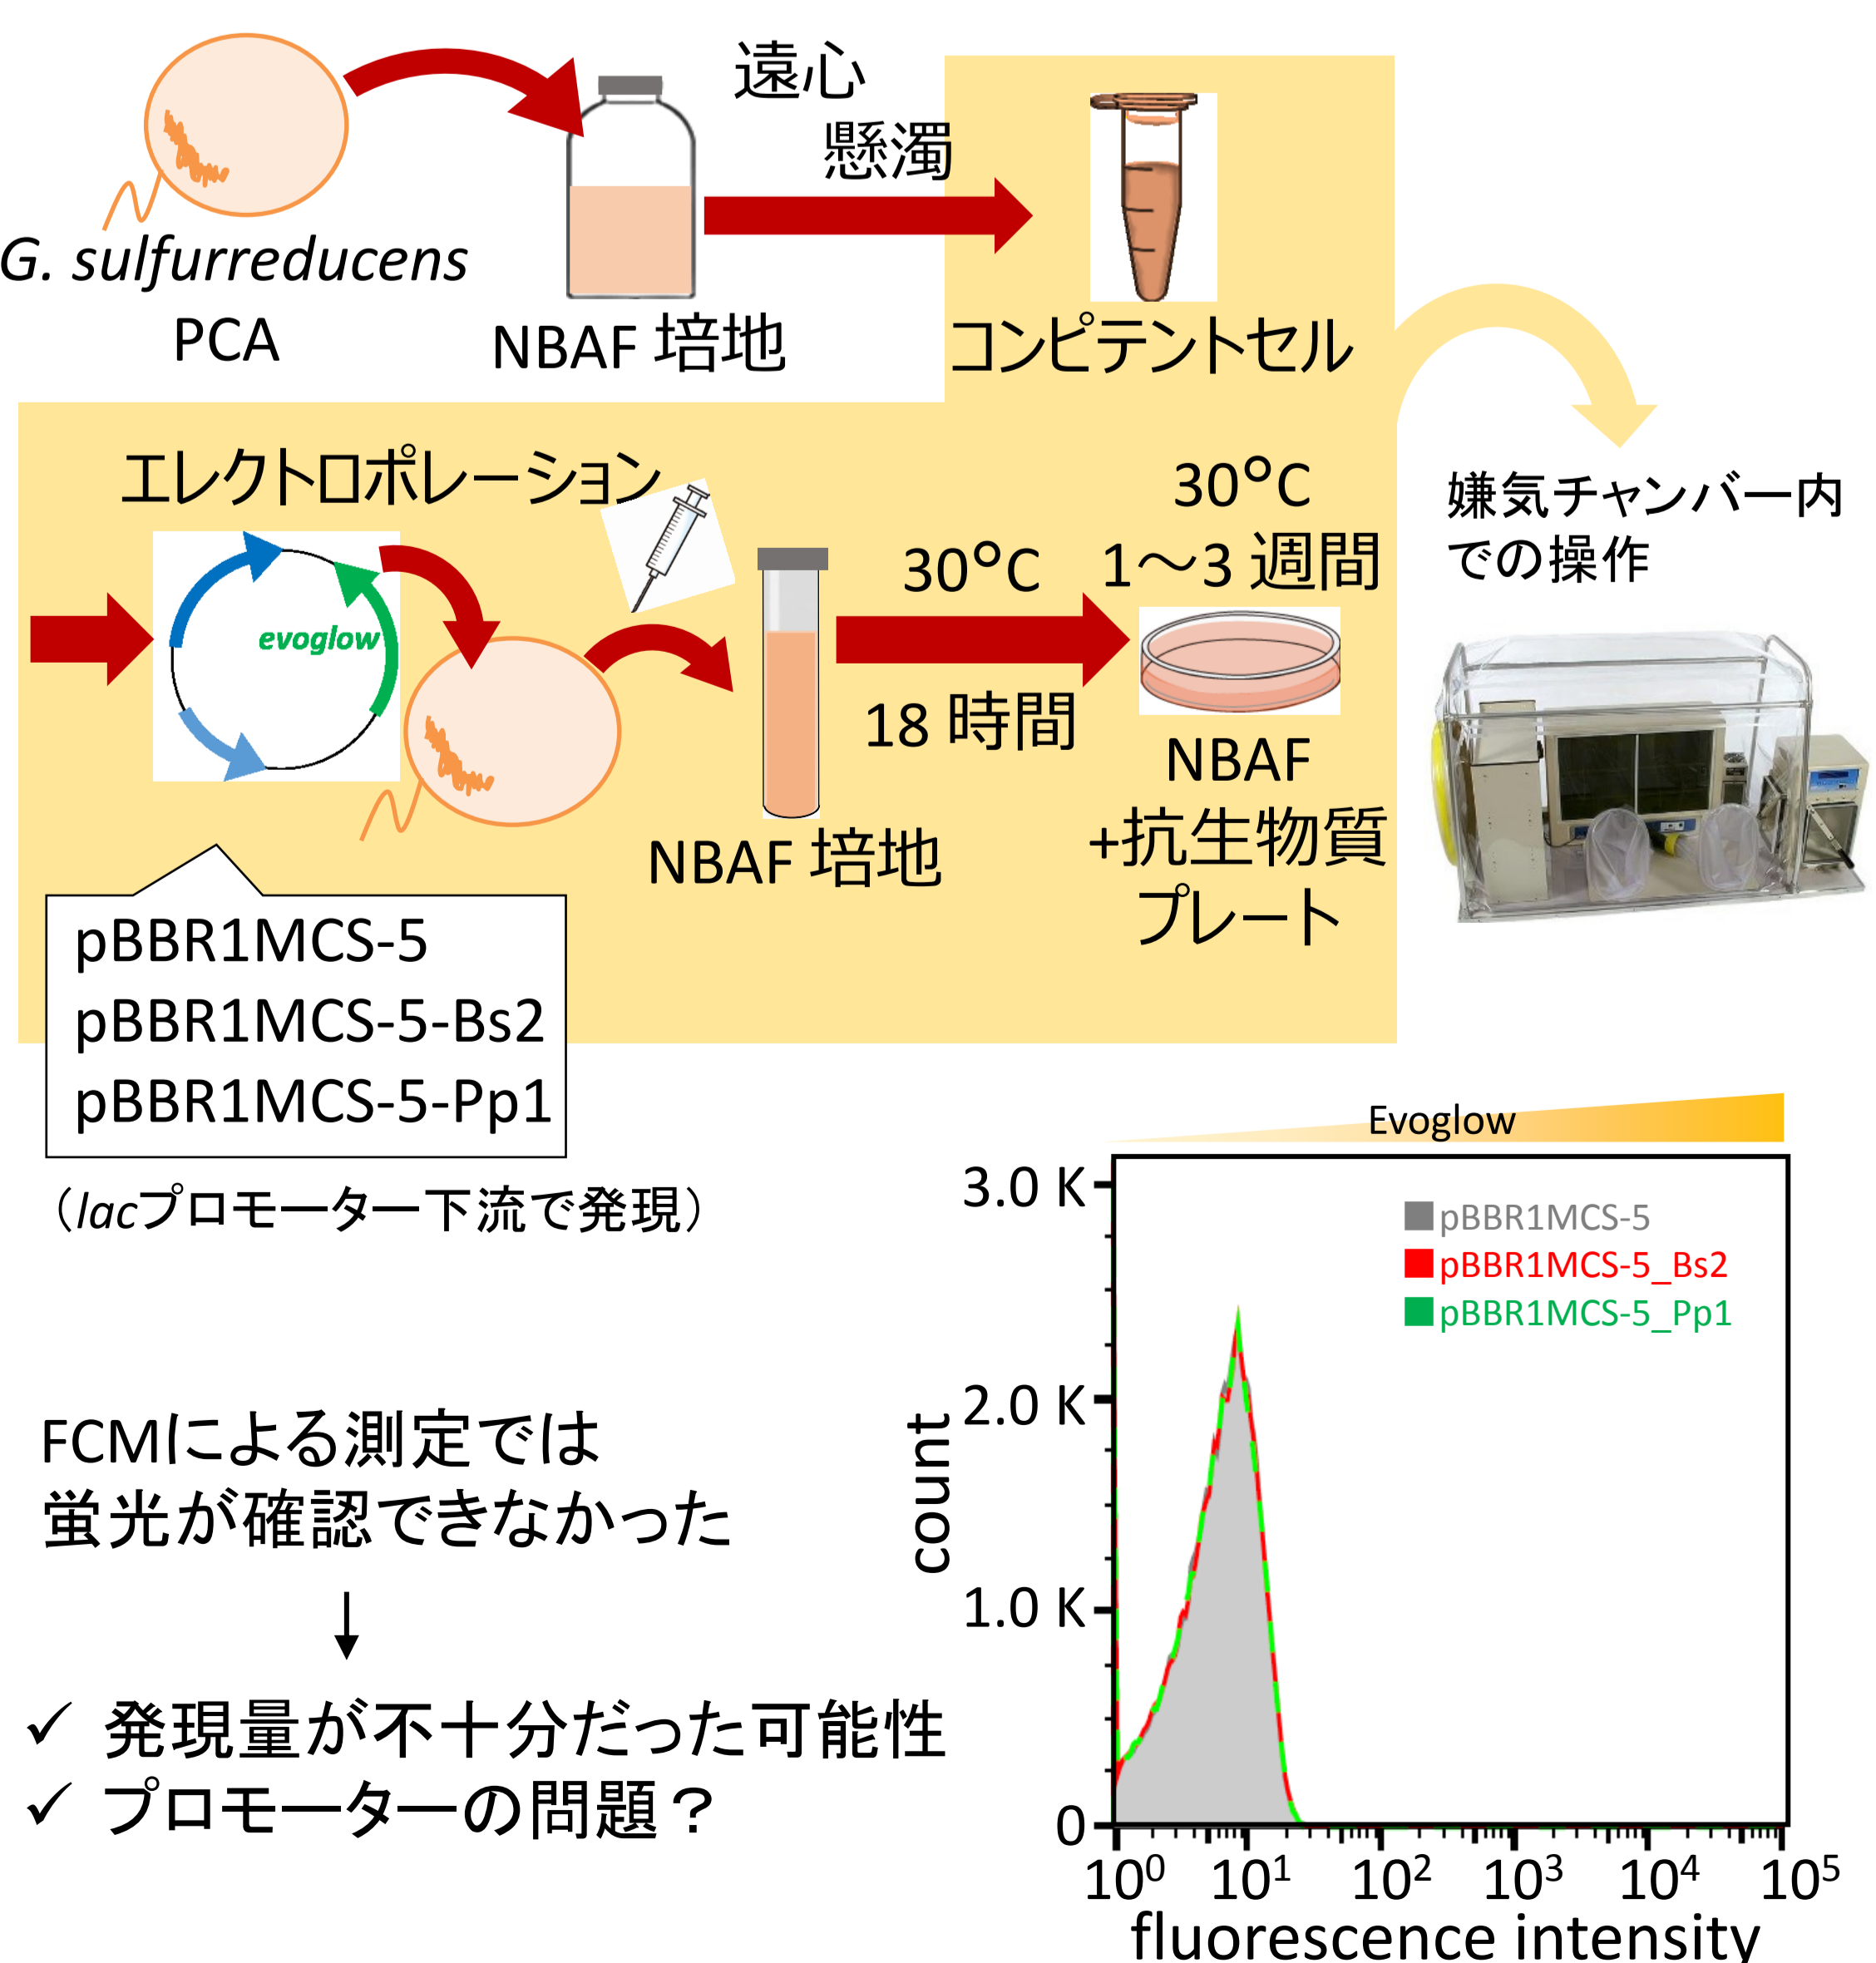 遠心
懸濁
G. sulfurreducens
PCA
NBAF 培地
コンピテントセル
エレクトロポレーション
evoglow
30°C
18 時間
30°C
1～3 週間
NBAF 培地
NBAF
+抗生物質
プレート
嫌気チャンバー内
での操作
pBBR1MCS-5
pBBR1MCS-5-Bs2
pBBR1MCS-5-Pp1
（lacプロモーター下流で発現）
FCMによる測定では
蛍光が確認できなかった
↓
✓ 発現量が不十分だった可能性
✓ プロモーターの問題？
Evoglow
3.0 K
2.0 K
1.0 K
0
count
pBBR1MCS-5
pBBR1MCS-5_Bs2
pBBR1MCS-5_Pp1
10⁰ 10¹ 10² 10³ 10⁴ 10⁵
fluorescence intensity